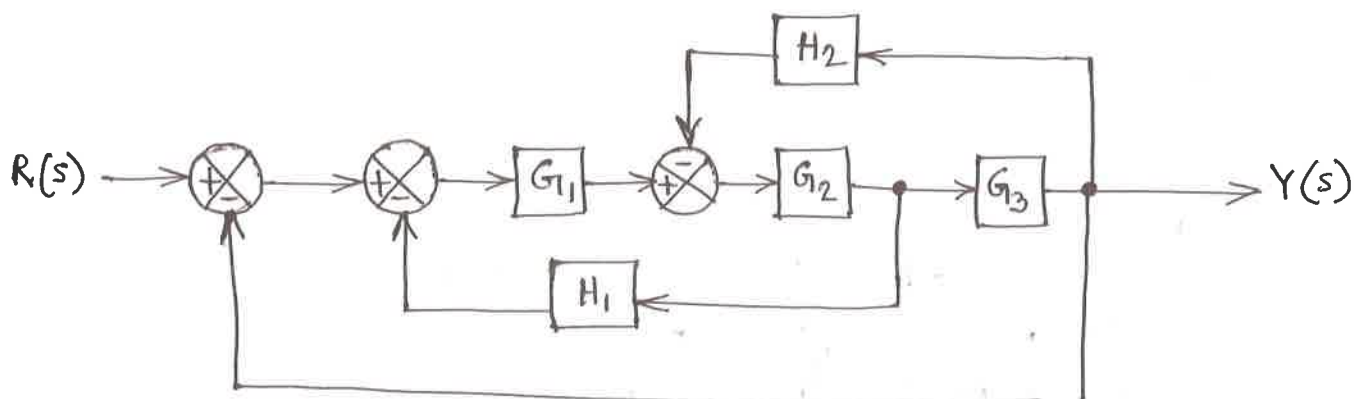 H2
R(s) + - + - G1 + - G2 G3 Y(s)
H1